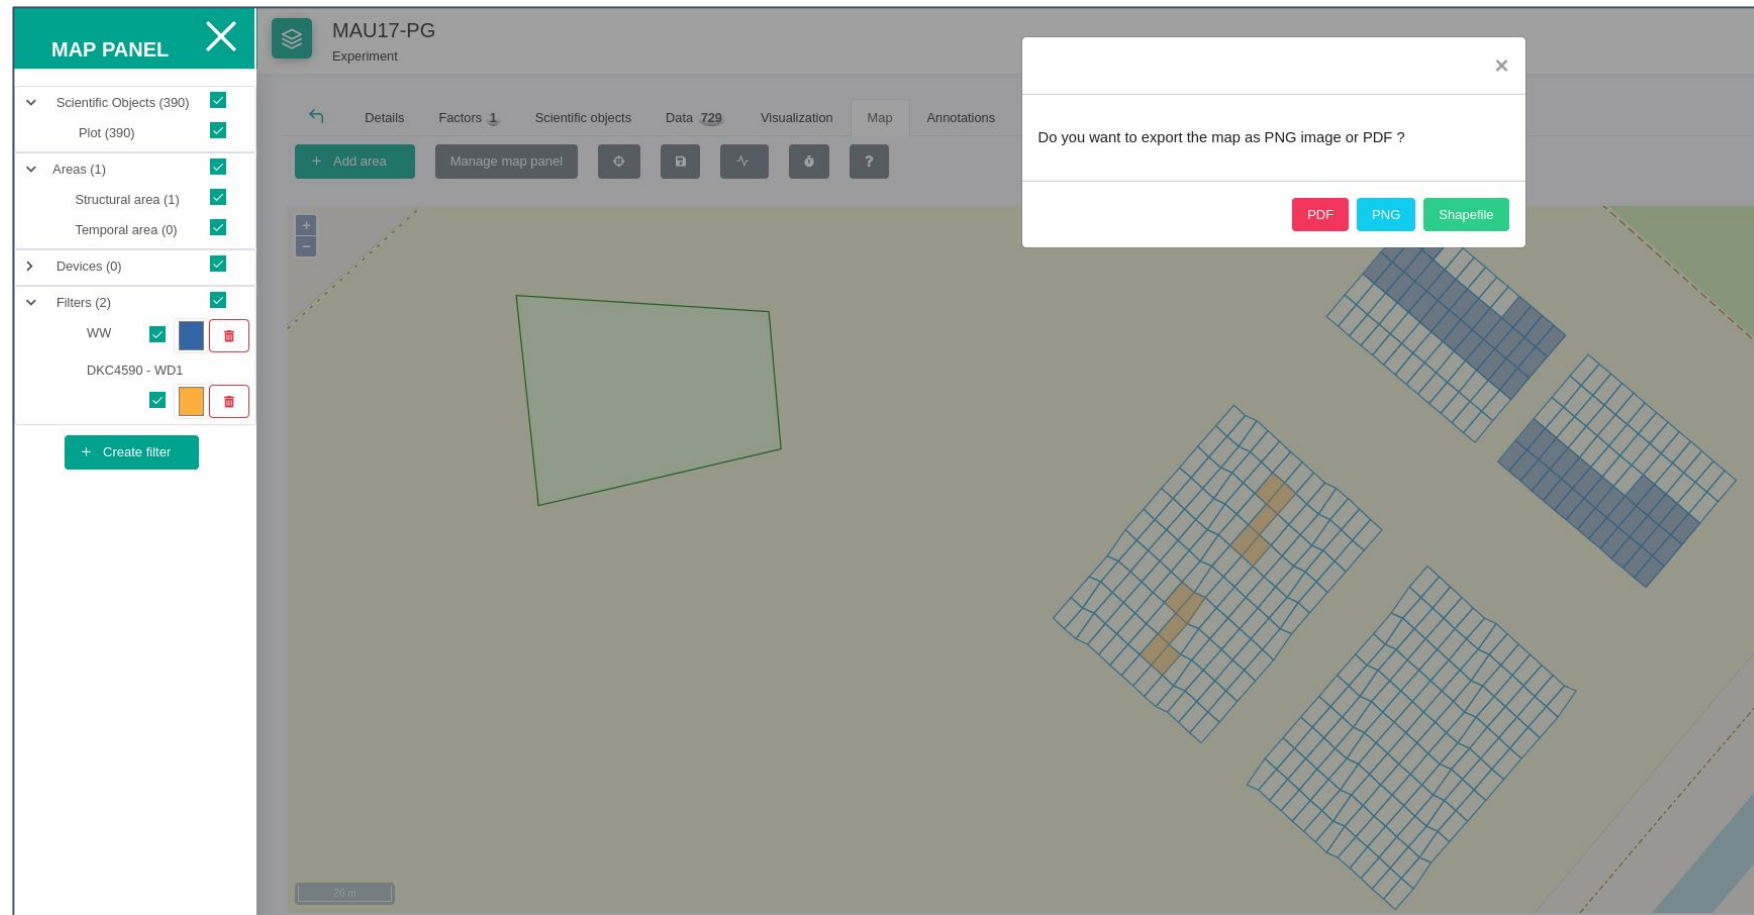 MAP PANEL
Scientific Objects (390)
Plot (390)
Areas (1)
Structural area (1)
Temporal area (0)
Devices (0)
Filters (2)
WW
DKC4590 - WD1
+ Create filter
MAU17-PG
Experiment
Details Factors 1 Scientific objects Data 729 Visualization Map Annotations
+ Add area Manage map panel ?
+
−
20 m
×
Do you want to export the map as PNG image or PDF ?
PDF PNG Shapefile